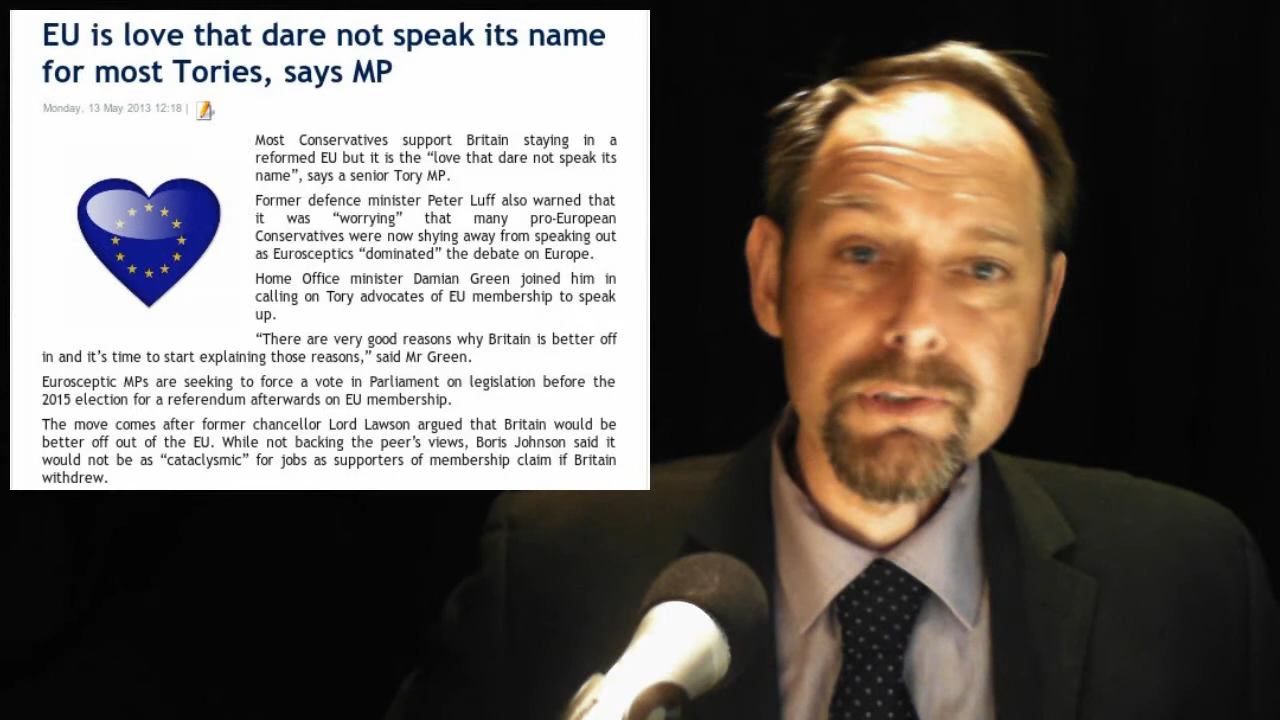 EU is love that dare not speak its name
for most Tories, says MP
Monday, 13 May 2013 12:18 |
Most Conservatives support Britain staying in a
reformed EU but it is the “love that dare not speak its
name”, says a senior Tory MP.
Former defence minister Peter Luff also warned that
it was “worrying” that many pro-European
Conservatives were now shying away from speaking out
as Eurosceptics “dominated” the debate on Europe.
Home Office minister Damian Green joined him in
calling on Tory advocates of EU membership to speak
up.
“There are very good reasons why Britain is better off
in and it’s time to start explaining those reasons,” said Mr Green.
Eurosceptic MPs are seeking to force a vote in Parliament on legislation before the
2015 election for a referendum afterwards on EU membership.
The move comes after former chancellor Lord Lawson argued that Britain would be
better off out of the EU. While not backing the peer’s views, Boris Johnson said it
would not be as “cataclysmic” for jobs as supporters of membership claim if Britain
withdrew.